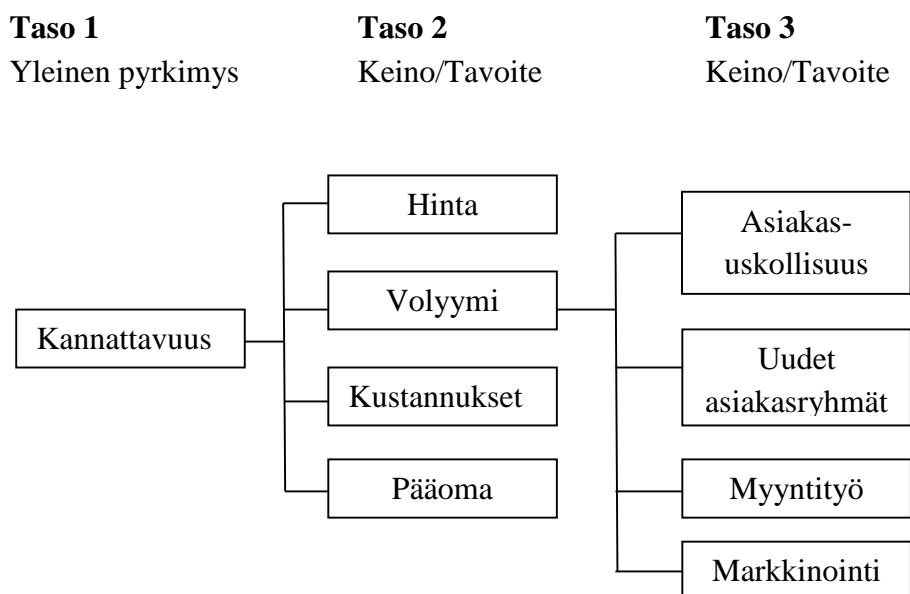 Taso 1
Taso 2
Taso 3
Yleinen pyrkimys
Keino/Tavoite
Keino/Tavoite
Kannattavuus
Hinta
Volyymi
Kustannukset
Pääoma
Asiakas-
uskollisuus
Uudet
asiakasryhmät
Myyntityö
Markkinointi